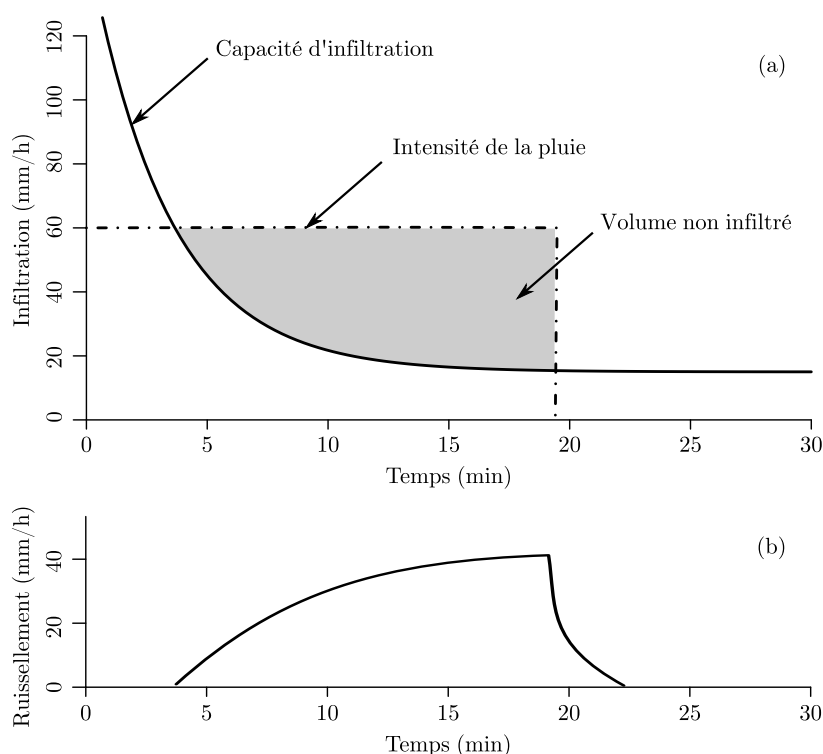 Capacité d'infiltration
(a)
Intensité de la pluie
Volume non infiltré
Infiltration (mm/h)
120
100
80
60
40
20
0
0 5 10 15 20 25 30
Temps (min)
(b)
Ruissellement (mm/h)
40
20
0
0 5 10 15 20 25 30
Temps (min)